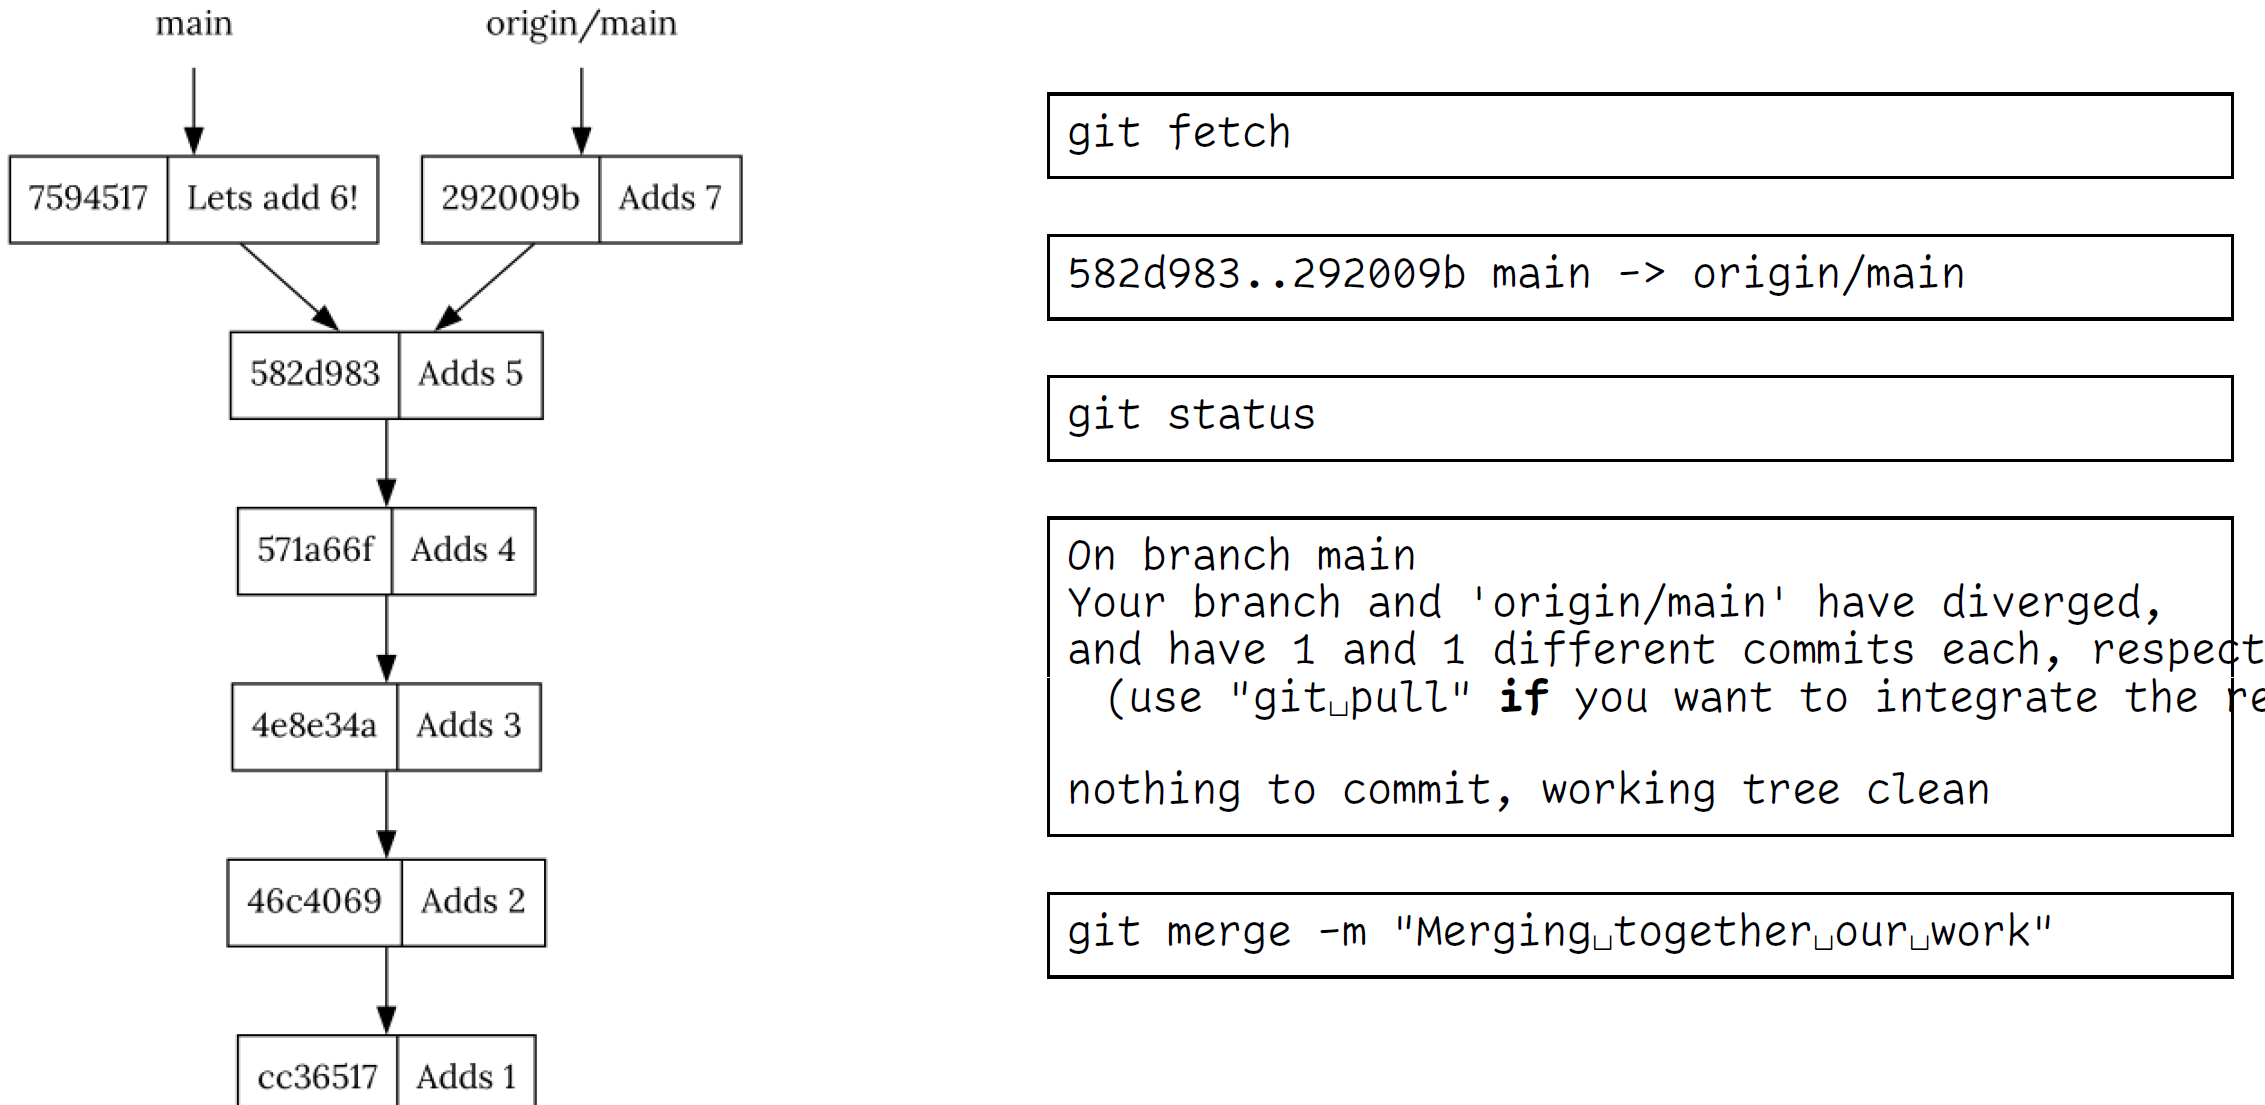 main
origin/main
7594517 Lets add 6!
292009b Adds 7
582d983 Adds 5
571a66f Adds 4
4e8e34a Adds 3
46c4069 Adds 2
cc36517 Adds 1
git fetch
582d983..292009b main -> origin/main
git status
On branch main
Your branch and 'origin/main' have diverged,
and have 1 and 1 different commits each, respect
(use "git␣pull" if you want to integrate the re
nothing to commit, working tree clean
git merge -m "Merging␣together␣our␣work"